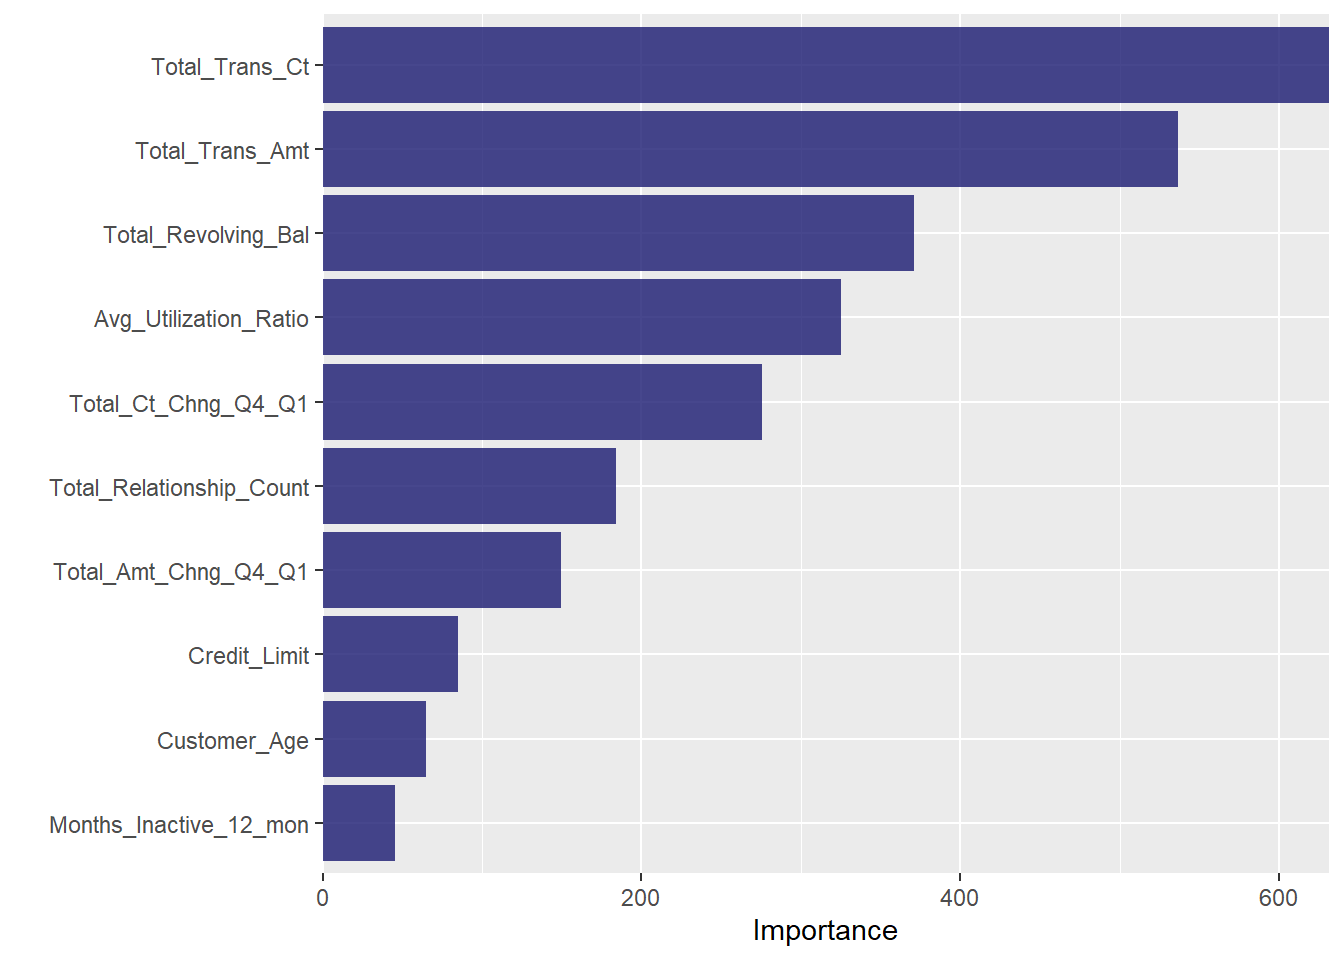 Total_Trans_Ct
Total_Trans_Amt
Total_Revolving_Bal
Avg_Utilization_Ratio
Total_Ct_Chng_Q4_Q1
Total_Relationship_Count
Total_Amt_Chng_Q4_Q1
Credit_Limit
Customer_Age
Months_Inactive_12_mon
0 200 400 600
Importance